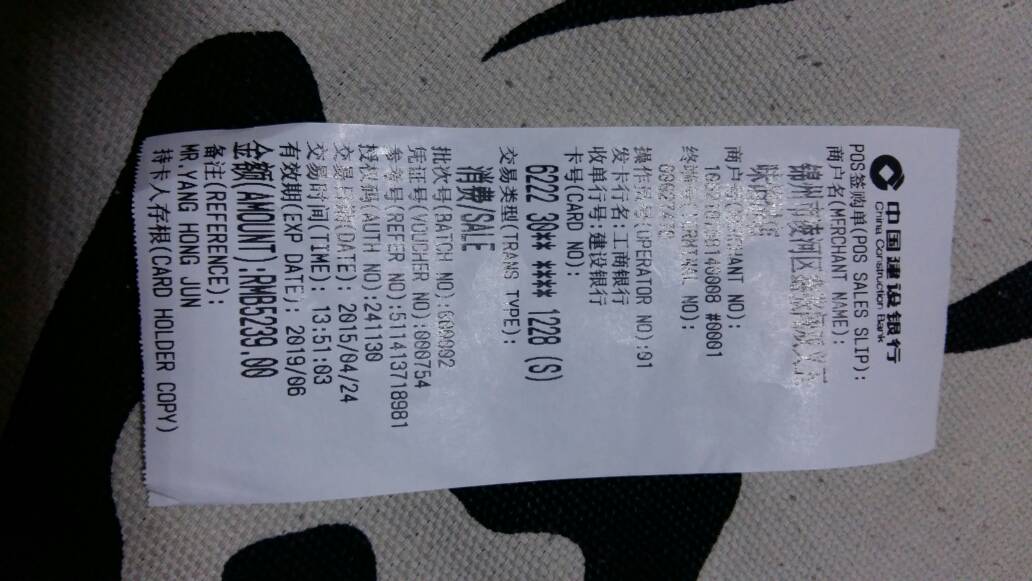 中国建设银行
China Construction Bank
POS签购单(POS SALES SLIP):
商户名(MERCHANT NAME):
锦州市凌河区
商户号(MERCHANT NO):
#0001
终端号(TERMINAL NO):
操作员号(OPERATOR NO):01
收单行号:建设银行
发卡行名:工商银行
卡号(CARD NO):
6222 30** **** 1228 (S)
交易类型(TRANS TYPE):
消费/SALE
批次号(BATCH NO):000002
凭证号(VOUCHER NO):000754
参考号(REFER NO):511413718981
授权码(AUTH NO):241130
交易日期(DATE): 2015/04/24
交易时间(TIME): 13:51:03
有效期(EXP DATE): 2019/06
金额(AMOUNT):RMB5239.00
备注(REFERENCE):
MR YANG HONG JUN
持卡人存根(CARD HOLDER COPY)